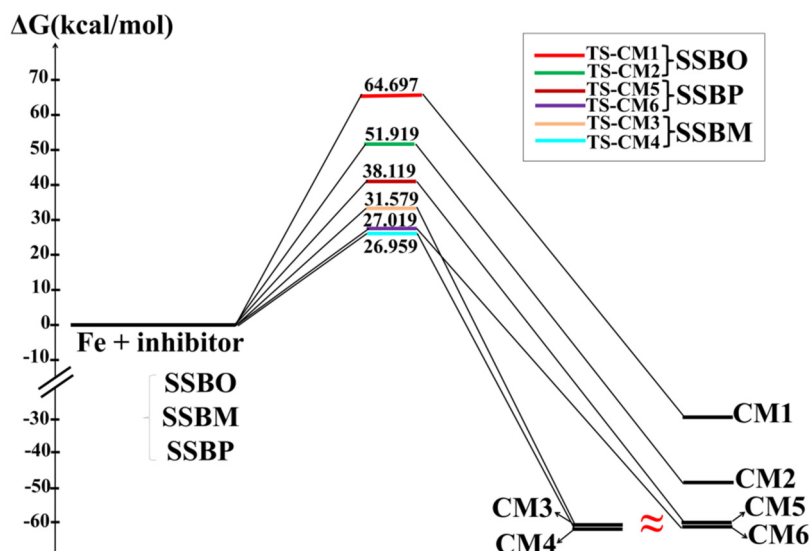 ΔG(kcal/mol)
70
60
50
40
30
20
10
0
-10
-30
-40
-50
-60
64.697
51.919
38.119
31.579
27.019
26.959
TS-CM1
TS-CM2
SSBO
TS-CM5
TS-CM6
SSBP
TS-CM3
TS-CM4
SSBM
Fe + inhibitor
SSBO
SSBM
SSBP
CM1
CM2
CM3
CM4
≈
CM5
CM6